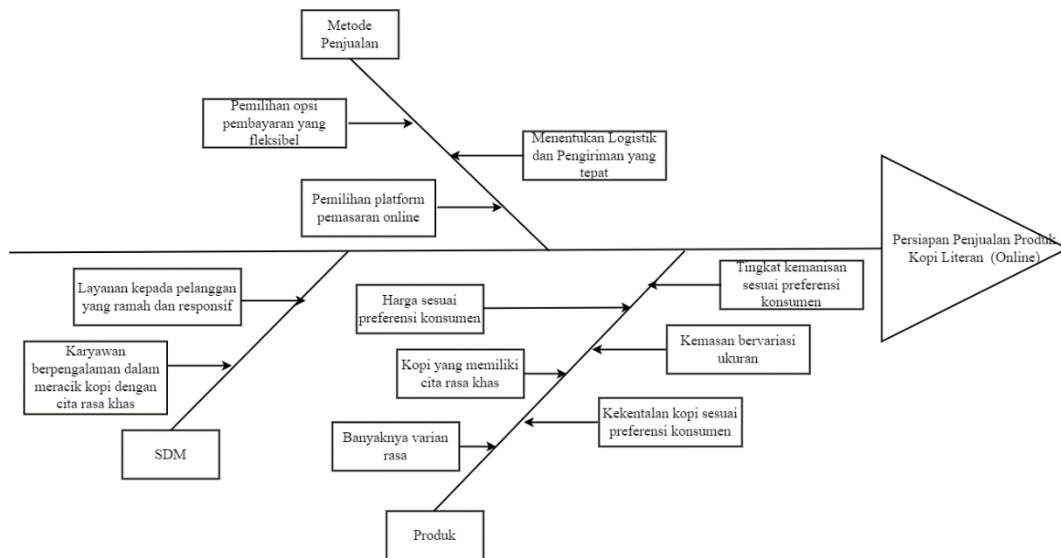 Metode
Penjualan
Pemilihan opsi
pembayaran yang
fleksibel
Menentukan Logistik
dan Pengiriman yang
tepat
Pemilihan platform
pemasaran online
Persiapan Penjualan Produk
Kopi Literan (Online)
Layanan kepada pelanggan
yang ramah dan responsif
Karyawan
berpengalaman dalam
meracik kopi dengan
cita rasa khas
SDM
Harga sesuai
preferensi konsumen
Tingkat kemanisan
sesuai preferensi
konsumen
Kopi yang memiliki
cita rasa khas
Kemasan bervariasi
ukuran
Banyaknya varian
rasa
Kekentalan kopi sesuai
preferensi konsumen
Produk